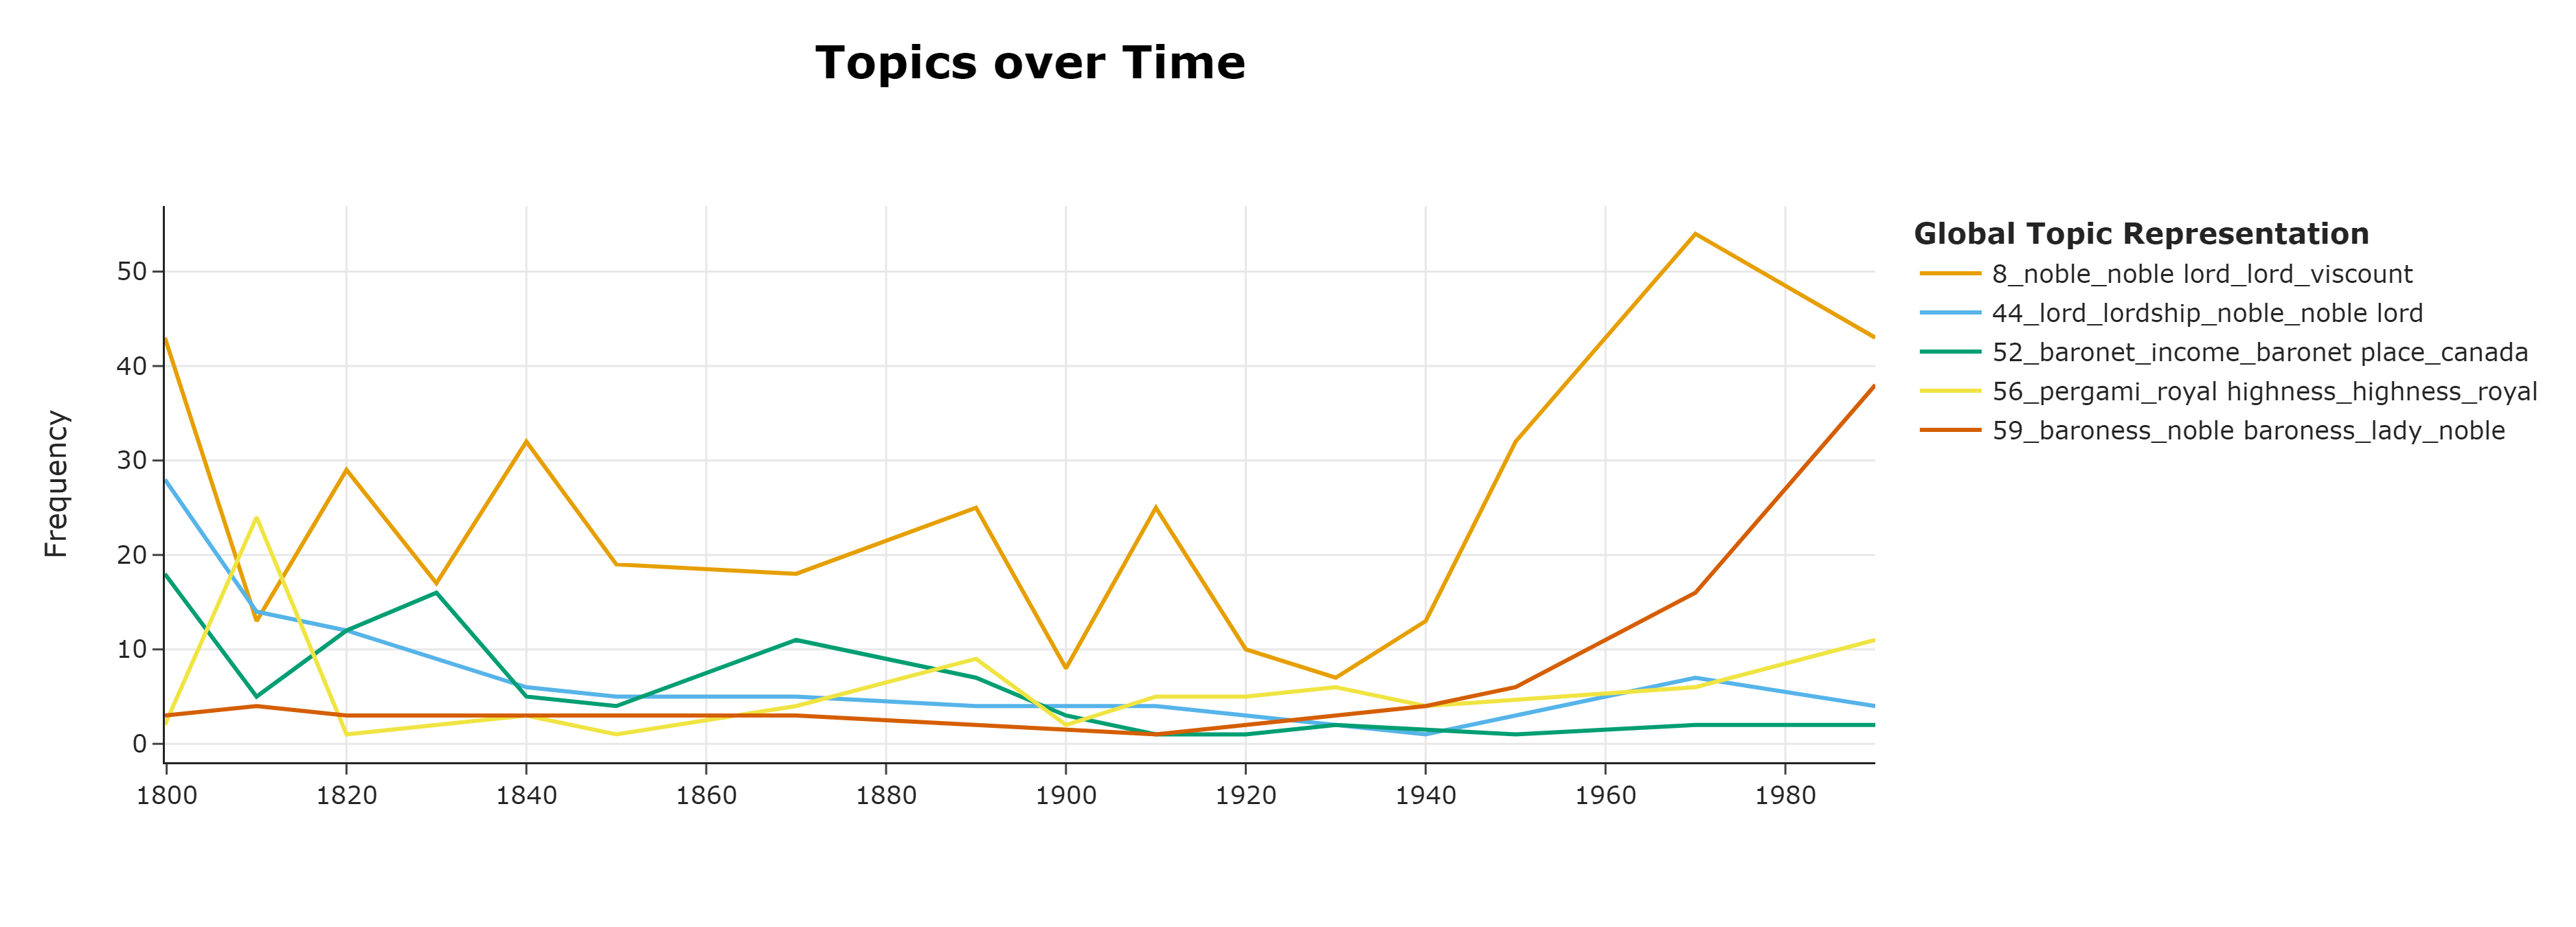 Topics over Time
Frequency
50
40
30
20
10
0
1800 1820 1840 1860 1880 1900 1920 1940 1960 1980
Global Topic Representation
8_noble_noble lord_lord_viscount
44_lord_lordship_noble_noble lord
52_baronet_income_baronet place_canada
56_pergami_royal highness_highness_royal
59_baroness_noble baroness_lady_noble